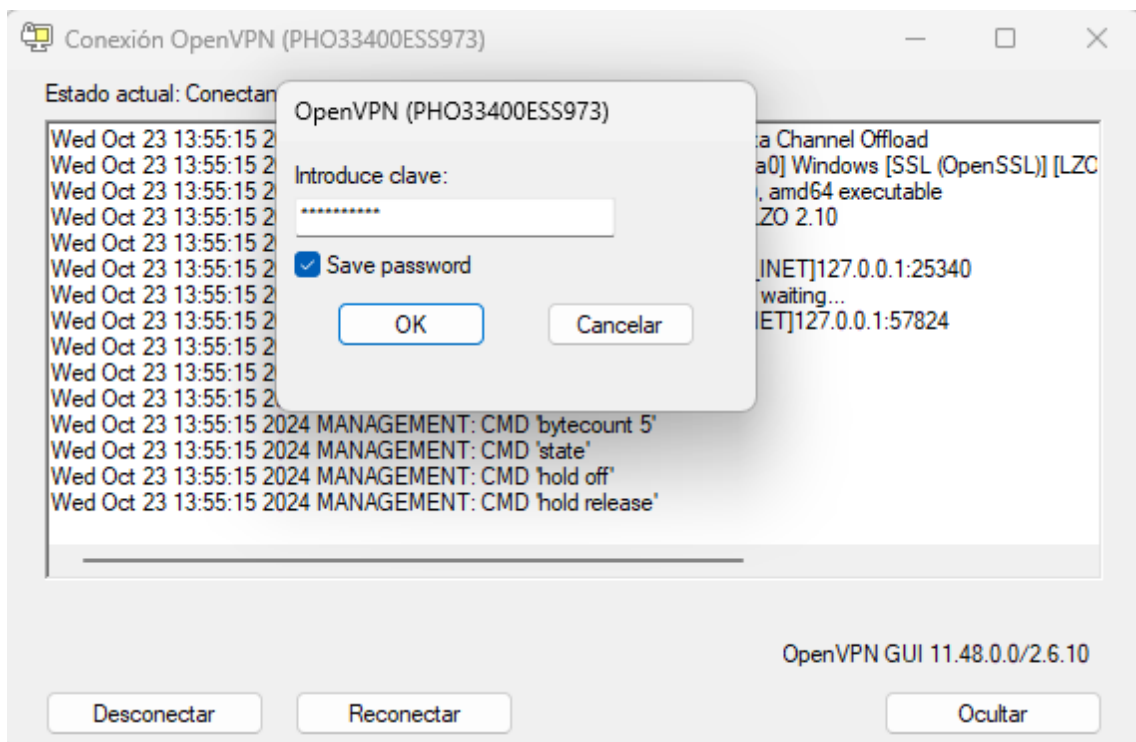 Conexión OpenVPN (PHO33400ESS973)
Estado actual: Conectan
OpenVPN (PHO33400ESS973)
Introduce clave:
**********
Save password
OK
Cancelar
Wed Oct 23 13:55:15 2 a Channel Offload
Wed Oct 23 13:55:15 2 a0] Windows [SSL (OpenSSL)] [LZO
Wed Oct 23 13:55:15 2 , amd64 executable
Wed Oct 23 13:55:15 2 ZO 2.10
Wed Oct 23 13:55:15 2
Wed Oct 23 13:55:15 2 _INET]127.0.0.1:25340
Wed Oct 23 13:55:15 2 waiting...
Wed Oct 23 13:55:15 2 ET]127.0.0.1:57824
Wed Oct 23 13:55:15 2
Wed Oct 23 13:55:15 2
Wed Oct 23 13:55:15 2
Wed Oct 23 13:55:15 2024 MANAGEMENT: CMD 'bytecount 5'
Wed Oct 23 13:55:15 2024 MANAGEMENT: CMD 'state'
Wed Oct 23 13:55:15 2024 MANAGEMENT: CMD 'hold off'
Wed Oct 23 13:55:15 2024 MANAGEMENT: CMD 'hold release'
OpenVPN GUI 11.48.0.0/2.6.10
Desconectar
Reconectar
Ocultar